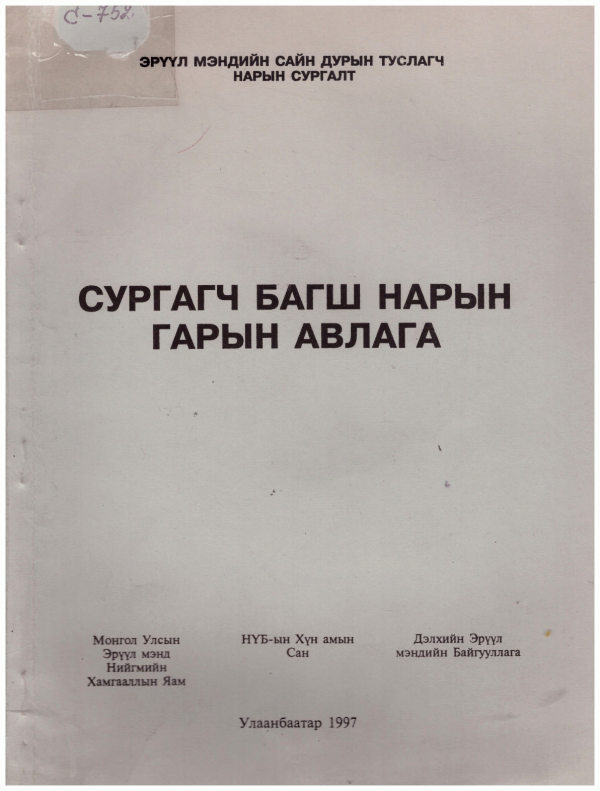 С-752.
ЭРҮҮЛ МЭНДИЙН САЙН ДУРЫН ТУСЛАГЧ
НАРЫН СУРГАЛТ
СУРГАГЧ БАГШ НАРЫН
ГАРЫН АВЛАГА
Монгол Улсын
Эрүүл мэнд
Нийгмийн
Хамгааллын Яам
НҮБ-ын Хүн амын
Сан
Дэлхийн Эрүүл
мэндийн Байгууллага
Улаанбаатар 1997